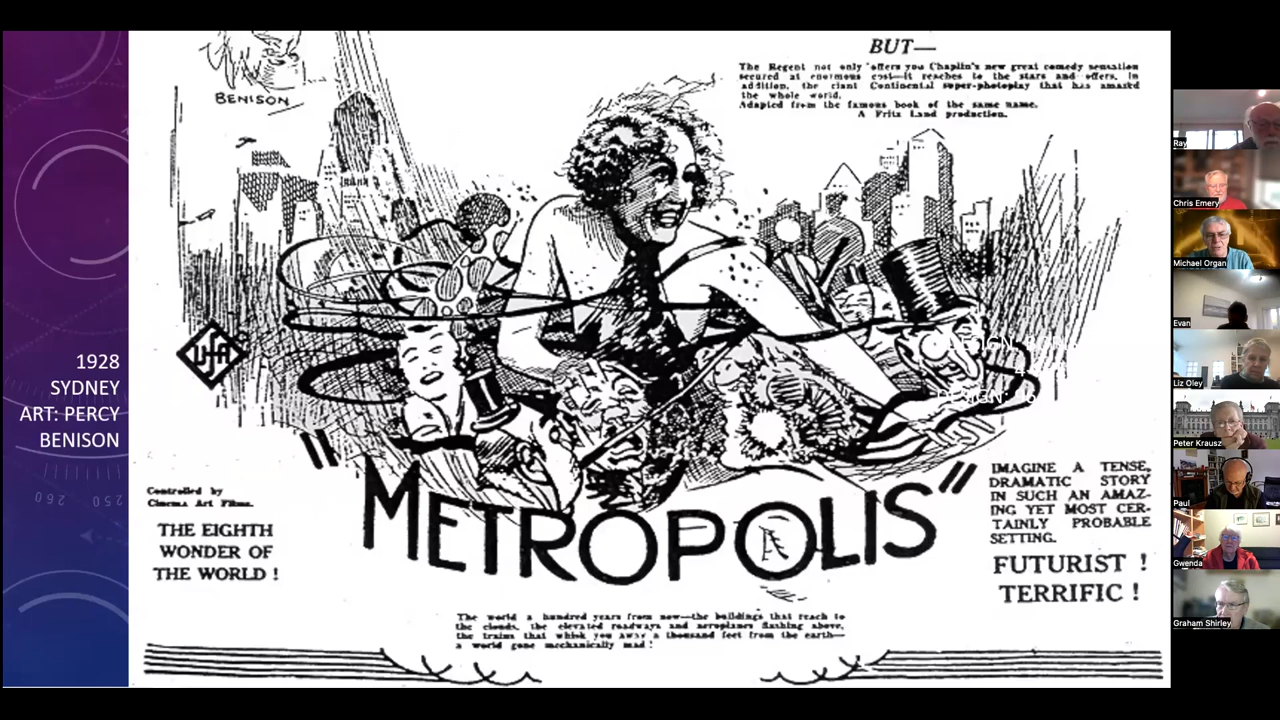 1928
SYDNEY
ART: PERCY
BENISON
BENISON
BUT—
The Regent not only offers you Chaplin's new great comedy sensation
secured at enormous cost—it reaches to the stars and offers, in
addition, the giant Continental super-photoplay that has amazed
the whole world.
Adapted from the famous book of the same name.
A Fritz Land production.
Ufa
DESIGN
DESIGN
Controlled by
Cinema Art Films.
THE EIGHTH
WONDER OF
THE WORLD !
"METROPOLIS"
IMAGINE A TENSE,
DRAMATIC STORY
IN SUCH AN AMAZ-
ING YET MOST CER-
TAINLY PROBABLE
SETTING.
FUTURIST !
TERRIFIC !
The world a hundred years from now—the buildings that reach to
the clouds, the elevated roadways and aeroplanes flashing above,
the trains that whisk you away a thousand feet from the earth—
a world gone mechanically mad !
260 250
Ray
Chris Emery
Michael Organ
Evan
Liz Oley
Peter Krausz
Paul
Gwenda
Graham Shirley